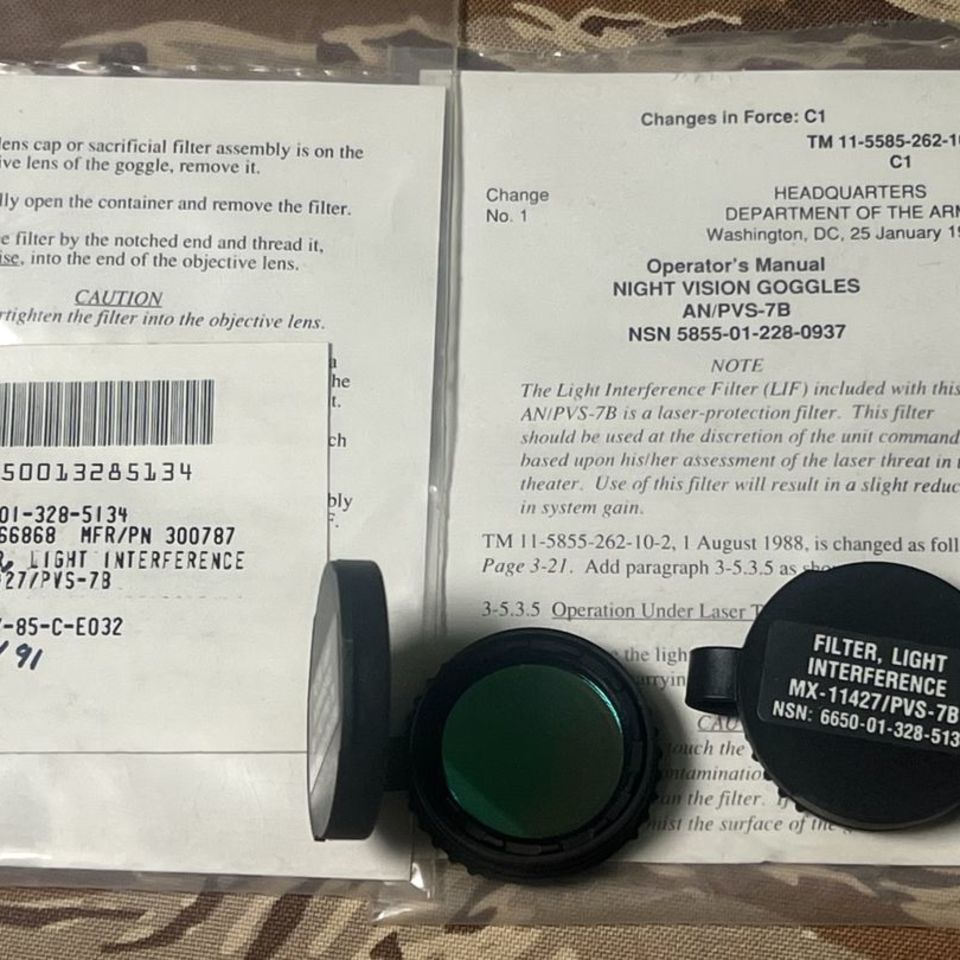 lens cap or sacrificial filter assembly is on the
ive lens of the goggle, remove it.
lly open the container and remove the filter.
e filter by the notched end and thread it,
ise, into the end of the objective lens.
CAUTION
rtighten the filter into the objective lens.
he
t.
ch
bly
F.
50013285134
01-328-5134
66868 MFR/PN 300787
R, LIGHT INTERFERENCE
27/PVS-7B
-85-C-E032
91
Changes in Force: C1
TM 11-5585-262-10
C1
Change
No. 1
HEADQUARTERS
DEPARTMENT OF THE ARM
Washington, DC, 25 January 19
Operator's Manual
NIGHT VISION GOGGLES
AN/PVS-7B
NSN 5855-01-228-0937
NOTE
The Light Interference Filter (LIF) included with this
AN/PVS-7B is a laser-protection filter. This filter
should be used at the discretion of the unit command
based upon his/her assessment of the laser threat in t
theater. Use of this filter will result in a slight reduc
in system gain.
TM 11-5855-262-10-2, 1 August 1988, is changed as foll
Page 3-21. Add paragraph 3-5.3.5 as sho
3-5.3.5 Operation Under Laser T
the ligh
arryin
CAU
touch the
ntaminatio
an the filter. If
mist the surface of the
FILTER, LIGHT
INTERFERENCE
MX-11427/PVS-7B
NSN: 6650-01-328-513